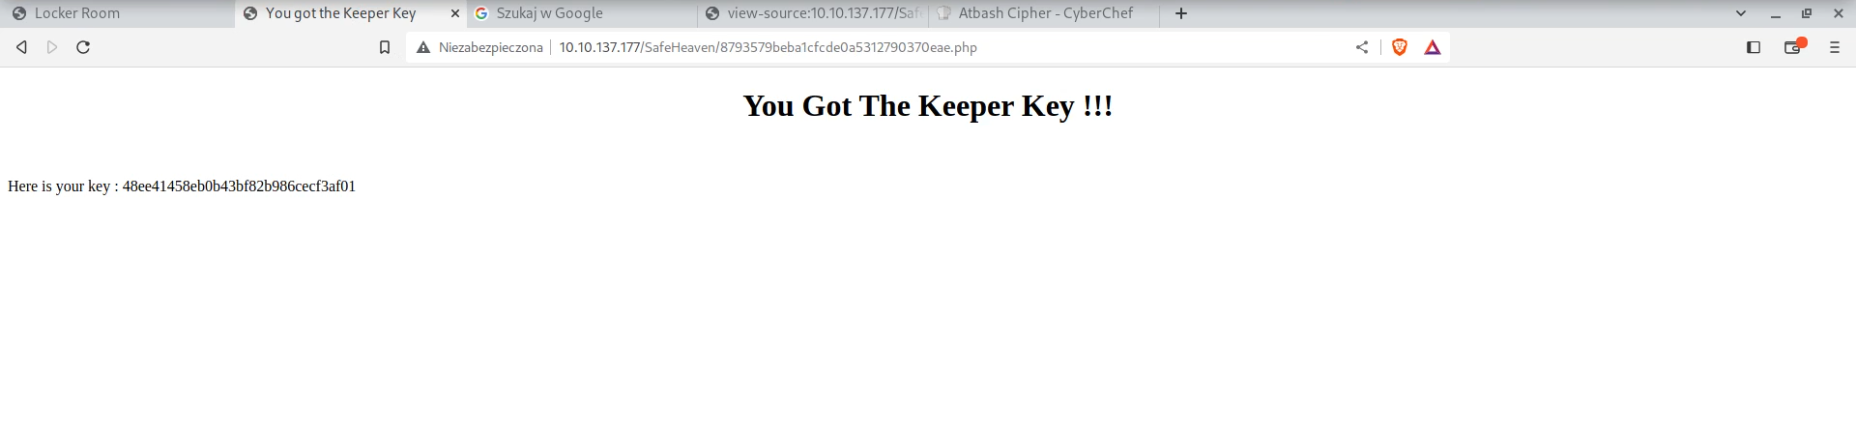 Locker Room
You got the Keeper Key
Szukaj w Google
view-source:10.10.137.177/Saf
Atbash Cipher - CyberChef
Niezabezpieczona
10.10.137.177/SafeHeaven/8793579beba1cfcde0a5312790370eae.php
You Got The Keeper Key !!!
Here is your key : 48ee41458eb0b43bf82b986cecf3af01